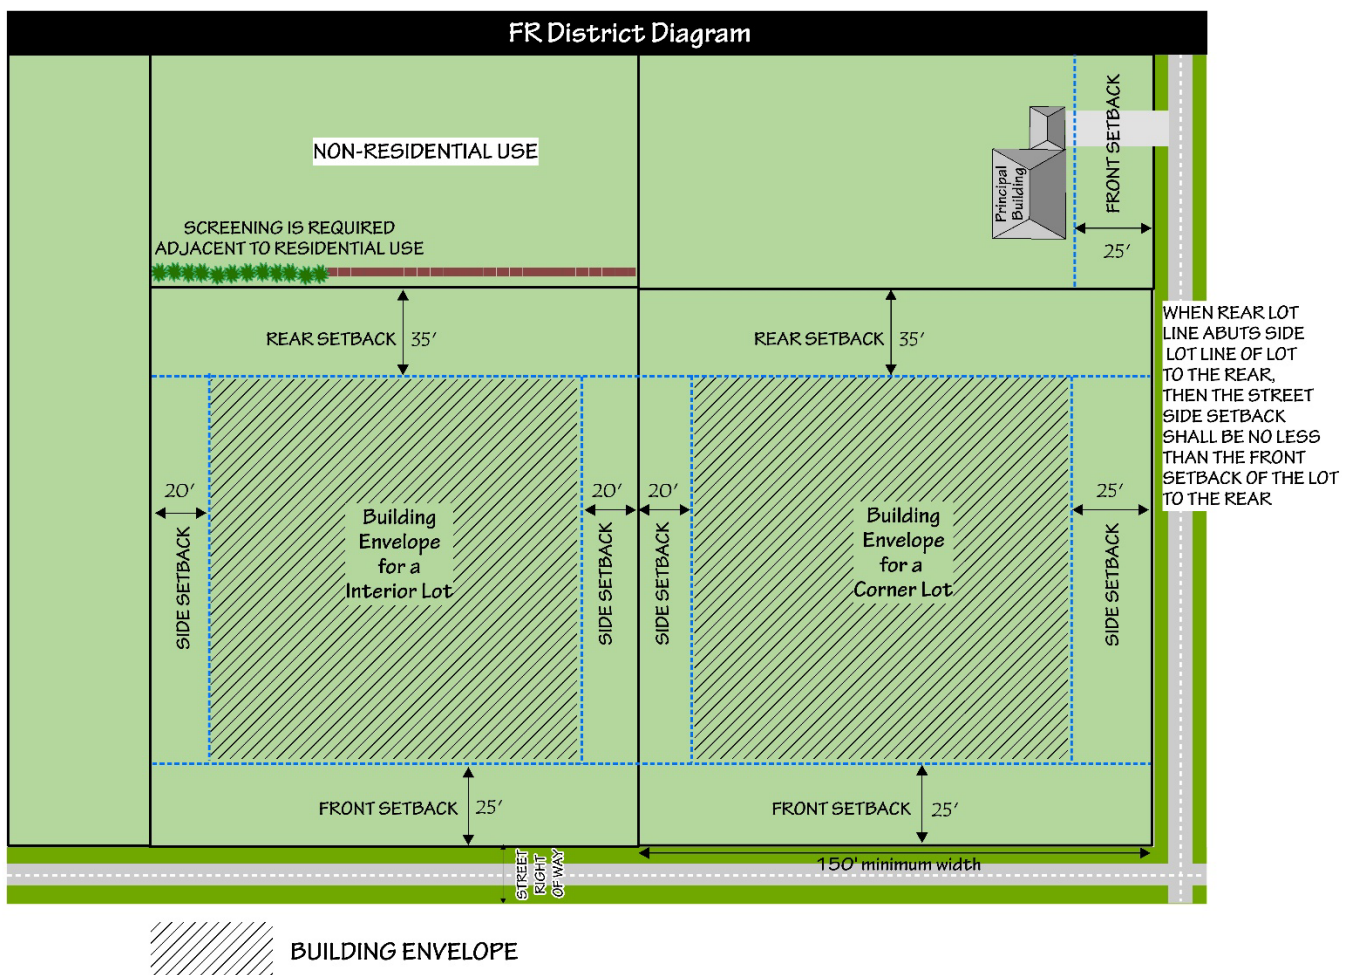 FR District Diagram
NON-RESIDENTIAL USE
SCREENING IS REQUIRED
ADJACENT TO RESIDENTIAL USE
Principal
Building
FRONT SETBACK
25'
REAR SETBACK
35'
REAR SETBACK
35'
WHEN REAR LOT
LINE ABUTS SIDE
LOT LINE OF LOT
TO THE REAR,
THEN THE STREET
SIDE SETBACK
SHALL BE NO LESS
THAN THE FRONT
SETBACK OF THE LOT
TO THE REAR
20'
SIDE SETBACK
Building
Envelope
for a
Interior Lot
20'
SIDE SETBACK
20'
SIDE SETBACK
Building
Envelope
for a
Corner Lot
25'
SIDE SETBACK
FRONT SETBACK
25'
FRONT SETBACK
25'
STREET
RIGHT
OF WAY
150' minimum width
BUILDING ENVELOPE